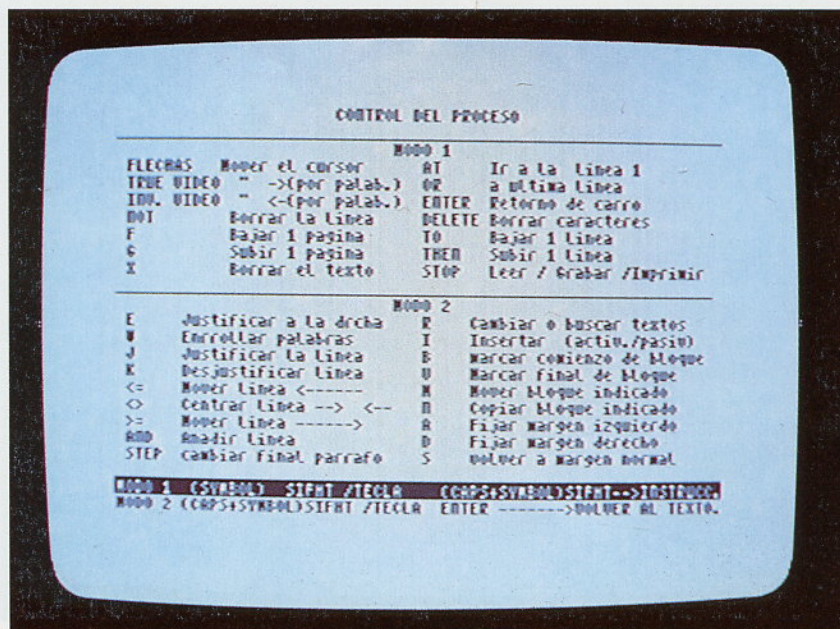 CONTROL DEL PROCESO
MODO 1
FLECHAS Mover el cursor AT Ir a la Linea 1
TRUE VIDEO " ->(por palab.) OR a ultima Linea
INV. VIDEO " <-(por palab.) ENTER Retorno de carro
NOT Borrar la Linea DELETE Borrar caracteres
F Bajar 1 pagina TO Bajar 1 Linea
G Subir 1 pagina THEN Subir 1 Linea
X Borrar el texto STOP Leer / Grabar /Imprimir
MODO 2
E Justificar a la drcha R Cambiar o buscar textos
W Enrrollar palabras I Insertar (activ./pasiv)
J Justificar la Linea B marcar comienzo de bloque
K Desjustificar Linea V Marcar final de bloque
<= Mover Linea <------ M Mover bloque indicado
<> Centrar Linea --> <-- N Copiar bloque indicado
>= Mover Linea ------> A Fijar margen izquierdo
AND Anadir Linea D Fijar margen derecho
STEP cambiar final parrafo S volver a margen normal
MODO 1 (SYMBOL) SIFHT /TECLA (CAPS+SYMBOL)SIFHT-->INSTRUCC.
MODO 2 (CAPS+SYMBOL)SIFHT /TECLA ENTER ------->VOLVER AL TEXTO.